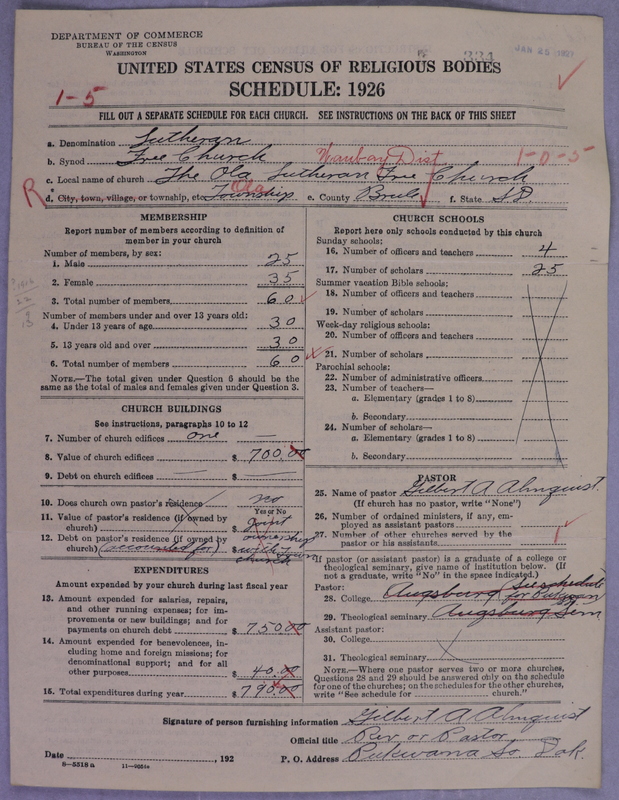 DEPARTMENT OF COMMERCE
BUREAU OF THE CENSUS
WASHINGTON
334
JAN 25 1927
UNITED STATES CENSUS OF RELIGIOUS BODIES
SCHEDULE: 1926
1-5
FILL OUT A SEPARATE SCHEDULE FOR EACH CHURCH. SEE INSTRUCTIONS ON THE BACK OF THIS SHEET
a. Denomination Lutheran
b. Synod Free Church Waubay Dist 1-0-5
c. Local name of church The Ola Lutheran Free Church
R d. City, town, village, or township, etc. Ola Township e. County Brule f. State SD.
MEMBERSHIP
Report number of members according to definition of member in your church
Number of members, by sex:
1. Male 25
2. Female 35
3. Total number of members 60
Number of members under and over 13 years old:
4. Under 13 years of age 30
5. 13 years old and over 30
6. Total number of members 60
NOTE.—The total given under Question 6 should be the same as the total of males and females given under Question 3.
CHURCH BUILDINGS
See instructions, paragraphs 10 to 12
7. Number of church edifices one
8. Value of church edifices $ 700.00
9. Debt on church edifices $
10. Does church own pastor's residence no
Yes or No
11. Value of pastor's residence (if owned by church) $ joint
12. Debt on pastor's residence (if owned by church) (accounted for) $ ownership with town church
EXPENDITURES
Amount expended by your church during last fiscal year
13. Amount expended for salaries, repairs, and other running expenses; for improvements or new buildings; and for payments on church debt $ 750.00
14. Amount expended for benevolences, including home and foreign missions; for denominational support; and for all other purposes $ 40.00
15. Total expenditures during year $ 790.00
CHURCH SCHOOLS
Report here only schools conducted by this church
Sunday schools:
16. Number of officers and teachers 4
17. Number of scholars 25
Summer vacation Bible schools:
18. Number of officers and teachers
19. Number of scholars
Week-day religious schools:
20. Number of officers and teachers
21. Number of scholars
Parochial schools:
22. Number of administrative officers
23. Number of teachers—
a. Elementary (grades 1 to 8)
b. Secondary
24. Number of scholars—
a. Elementary (grades 1 to 8)
b. Secondary
PASTOR
25. Name of pastor Gilbert A Almquist.
(If church has no pastor, write "None")
26. Number of ordained ministers, if any, employed as assistant pastors
27. Number of other churches served by the pastor or his assistant
If pastor (or assistant pastor) is a graduate of a college or theological seminary, give name of institution below. (If not a graduate, write "No" in the space indicated.)
Pastor:
28. College Augsburg See schedule for
29. Theological seminary Augsburg Sem
Assistant pastor:
30. College
31. Theological seminary
NOTE.—Where one pastor serves two or more churches, Questions 28 and 29 should be answered only on the schedule for one of the churches; on the schedules for the other churches, write "See schedule for church."
Signature of person furnishing information Gilbert A Almquist
Official title Rev or Pastor
Date , 192 P. O. Address Pukwana So. Dak.
8-5518 a